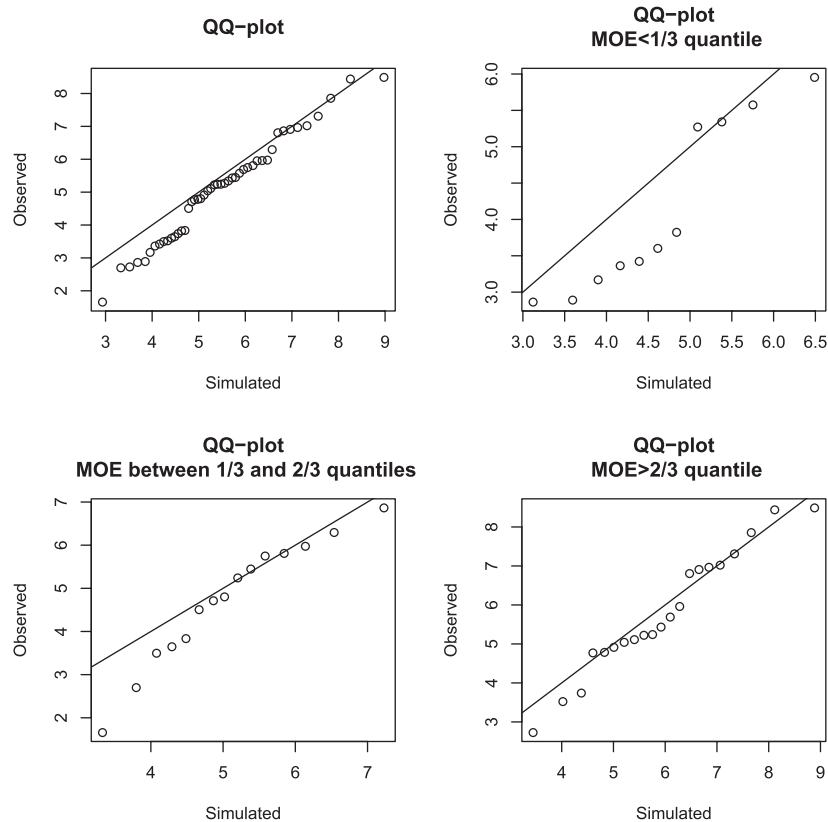 QQ−plot
8
7
6
5
4
3
2
Observed
3 4 5 6 7 8 9
Simulated
QQ−plot
MOE<1/3 quantile
6.0
5.0
4.0
3.0
Observed
3.0 3.5 4.0 4.5 5.0 5.5 6.0 6.5
Simulated
QQ−plot
MOE between 1/3 and 2/3 quantiles
7
6
5
4
3
2
Observed
4 5 6 7
Simulated
QQ−plot
MOE>2/3 quantile
8
7
6
5
4
3
Observed
4 5 6 7 8 9
Simulated